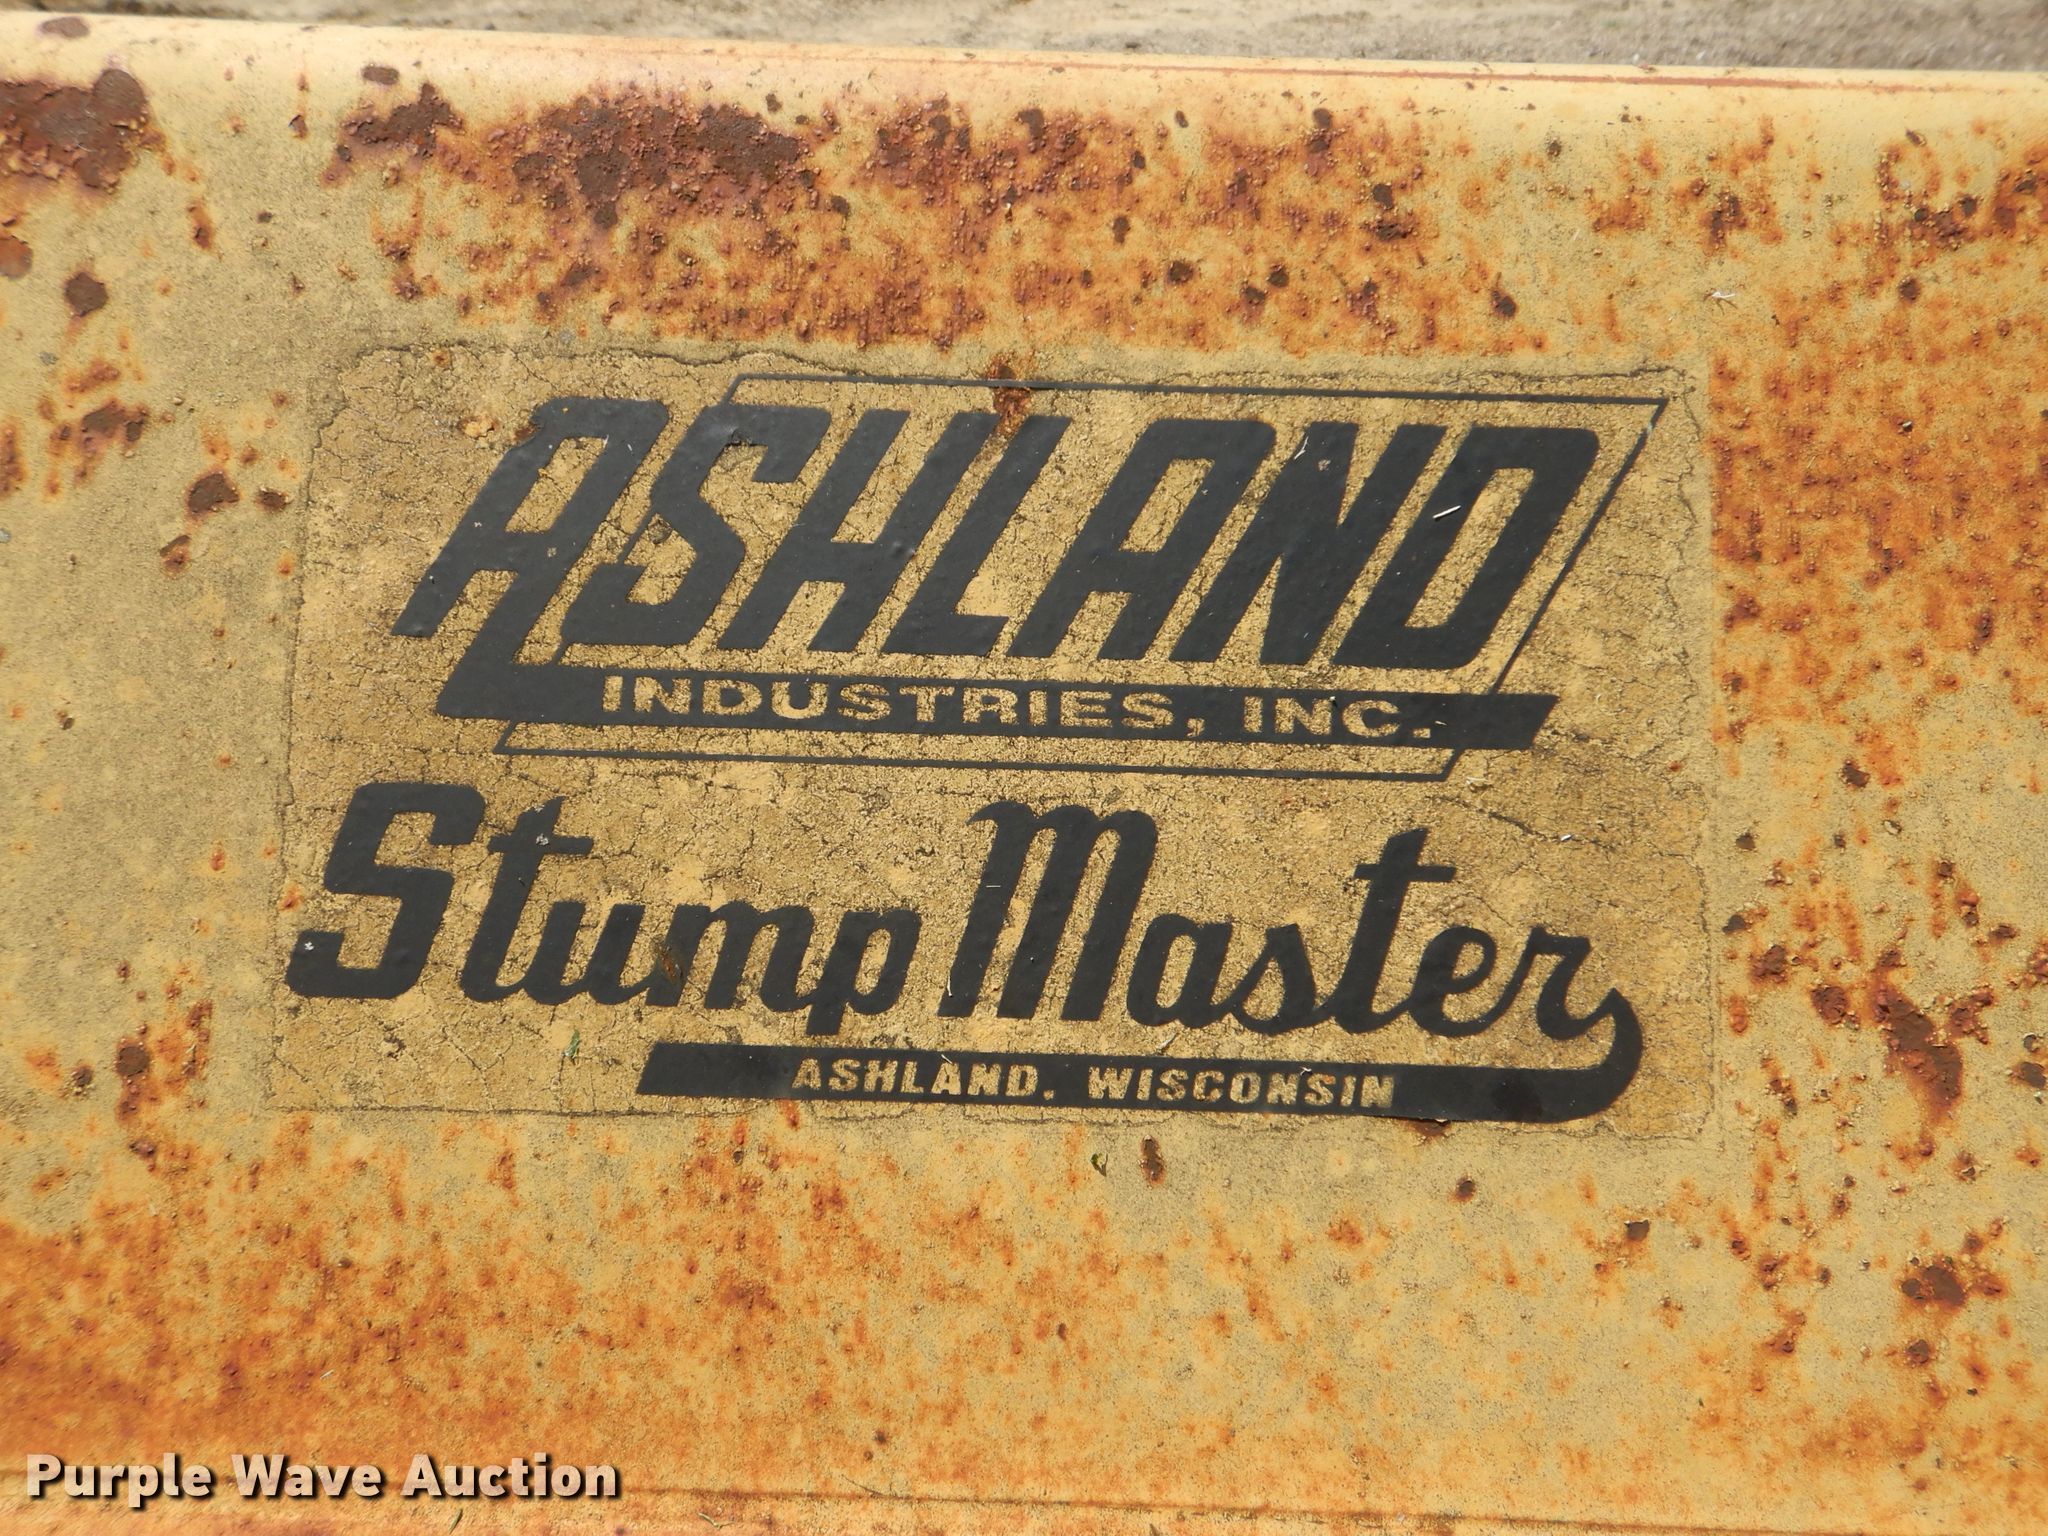 ASHLAND
INDUSTRIES, INC.
Stump Master
ASHLAND, WISCONSIN
Purple Wave Auction